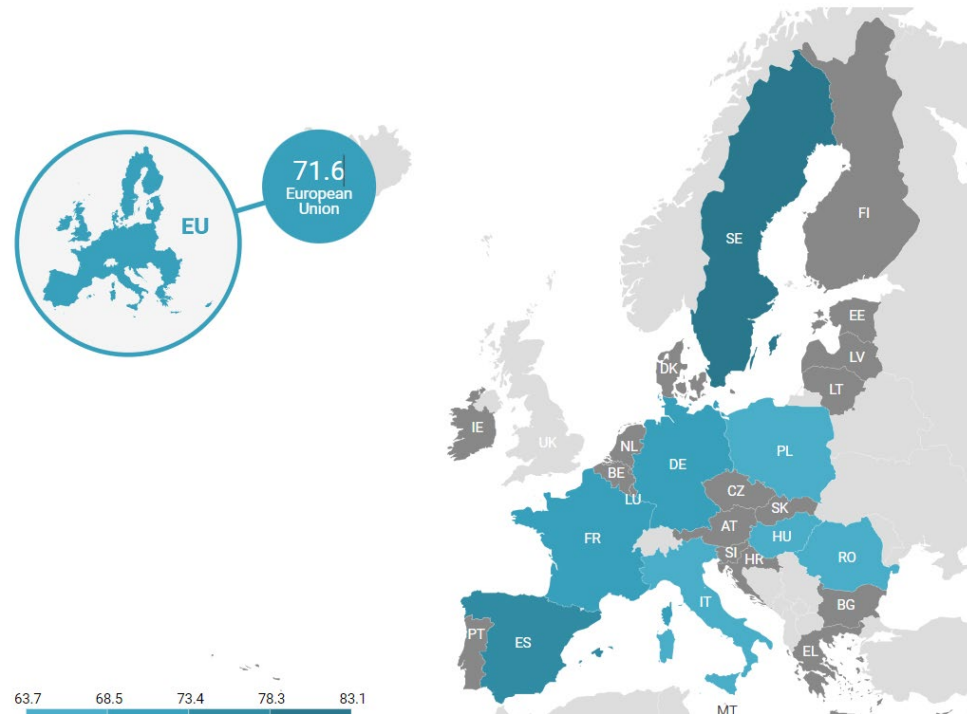 71.6
European
Union
EU
SE
FI
EE
LV
LT
DK
IE
UK
NL
BE
LU
DE
PL
CZ
SK
AT
HU
SI
HR
RO
FR
IT
BG
PT
ES
EL
MT
63.7 68.5 73.4 78.3 83.1